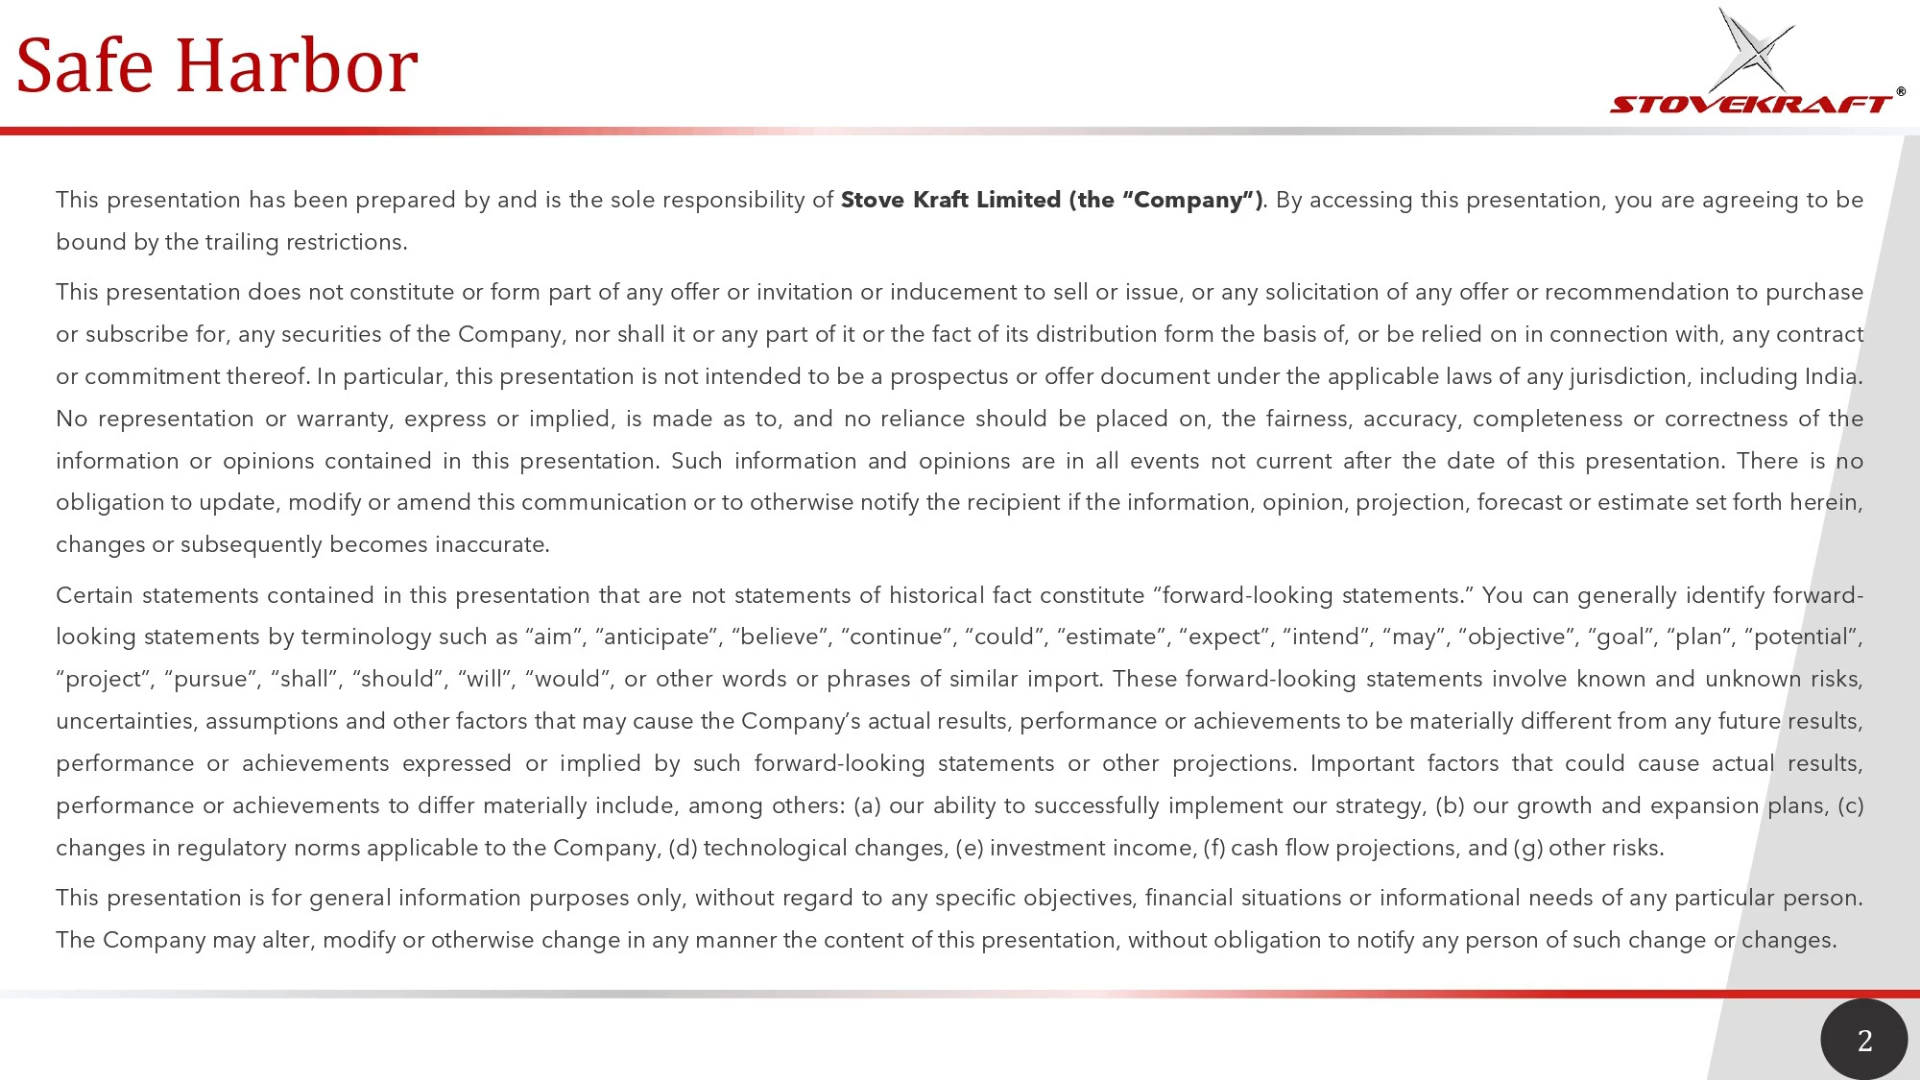 Safe Harbor
STOVEKRAFT®
This presentation has been prepared by and is the sole responsibility of Stove Kraft Limited (the “Company”). By accessing this presentation, you are agreeing to be
bound by the trailing restrictions.
This presentation does not constitute or form part of any offer or invitation or inducement to sell or issue, or any solicitation of any offer or recommendation to purchase
or subscribe for, any securities of the Company, nor shall it or any part of it or the fact of its distribution form the basis of, or be relied on in connection with, any contract
or commitment thereof. In particular, this presentation is not intended to be a prospectus or offer document under the applicable laws of any jurisdiction, including India.
No representation or warranty, express or implied, is made as to, and no reliance should be placed on, the fairness, accuracy, completeness or correctness of the
information or opinions contained in this presentation. Such information and opinions are in all events not current after the date of this presentation. There is no
obligation to update, modify or amend this communication or to otherwise notify the recipient if the information, opinion, projection, forecast or estimate set forth herein,
changes or subsequently becomes inaccurate.
Certain statements contained in this presentation that are not statements of historical fact constitute “forward-looking statements.” You can generally identify forward-
looking statements by terminology such as “aim”, “anticipate”, “believe”, “continue”, “could”, “estimate”, “expect”, “intend”, “may”, “objective”, “goal”, “plan”, “potential”,
“project”, “pursue”, “shall”, “should”, “will”, “would”, or other words or phrases of similar import. These forward-looking statements involve known and unknown risks,
uncertainties, assumptions and other factors that may cause the Company’s actual results, performance or achievements to be materially different from any future results,
performance or achievements expressed or implied by such forward-looking statements or other projections. Important factors that could cause actual results,
performance or achievements to differ materially include, among others: (a) our ability to successfully implement our strategy, (b) our growth and expansion plans, (c)
changes in regulatory norms applicable to the Company, (d) technological changes, (e) investment income, (f) cash flow projections, and (g) other risks.
This presentation is for general information purposes only, without regard to any specific objectives, financial situations or informational needs of any particular person.
The Company may alter, modify or otherwise change in any manner the content of this presentation, without obligation to notify any person of such change or changes.
2